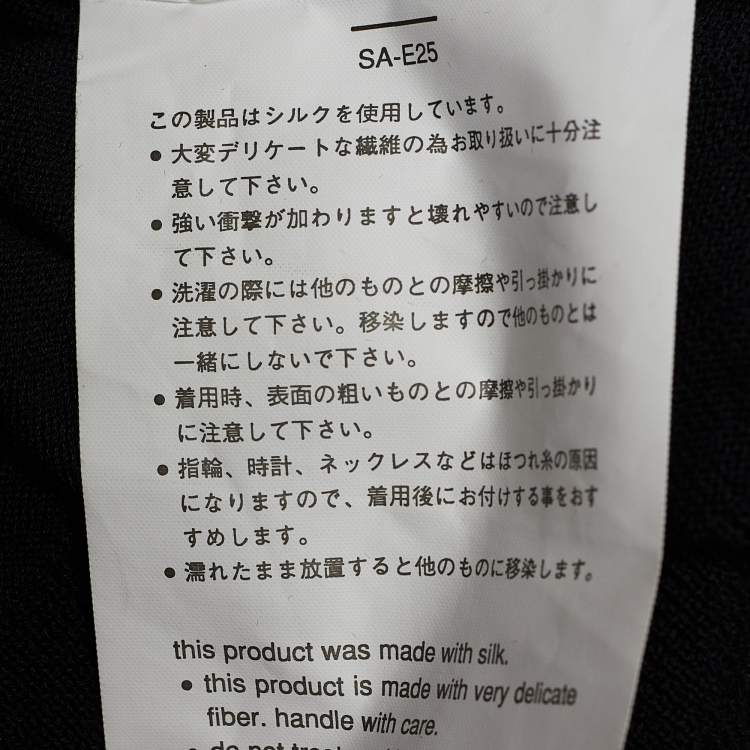 SA-E25
この製品はシルクを使用しています。
● 大変デリケートな繊維の為お取り扱いに十分注
意して下さい。
● 強い衝撃が加わりますと壊れやすいので注意し
て下さい。
● 洗濯の際には他のものとの摩擦や引っ掛かりに
注意して下さい。移染しますので他のものとは
一緒にしないで下さい。
● 着用時、表面の粗いものとの摩擦や引っ掛かり
に注意して下さい。
● 指輪、時計、ネックレスなどはほつれ糸の原因
になりますので、着用後にお付けする事をおす
すめします。
● 濡れたまま放置すると他のものに移染します。
this product was made with silk.
● this product is made with very delicate
fiber. handle with care.
● do not